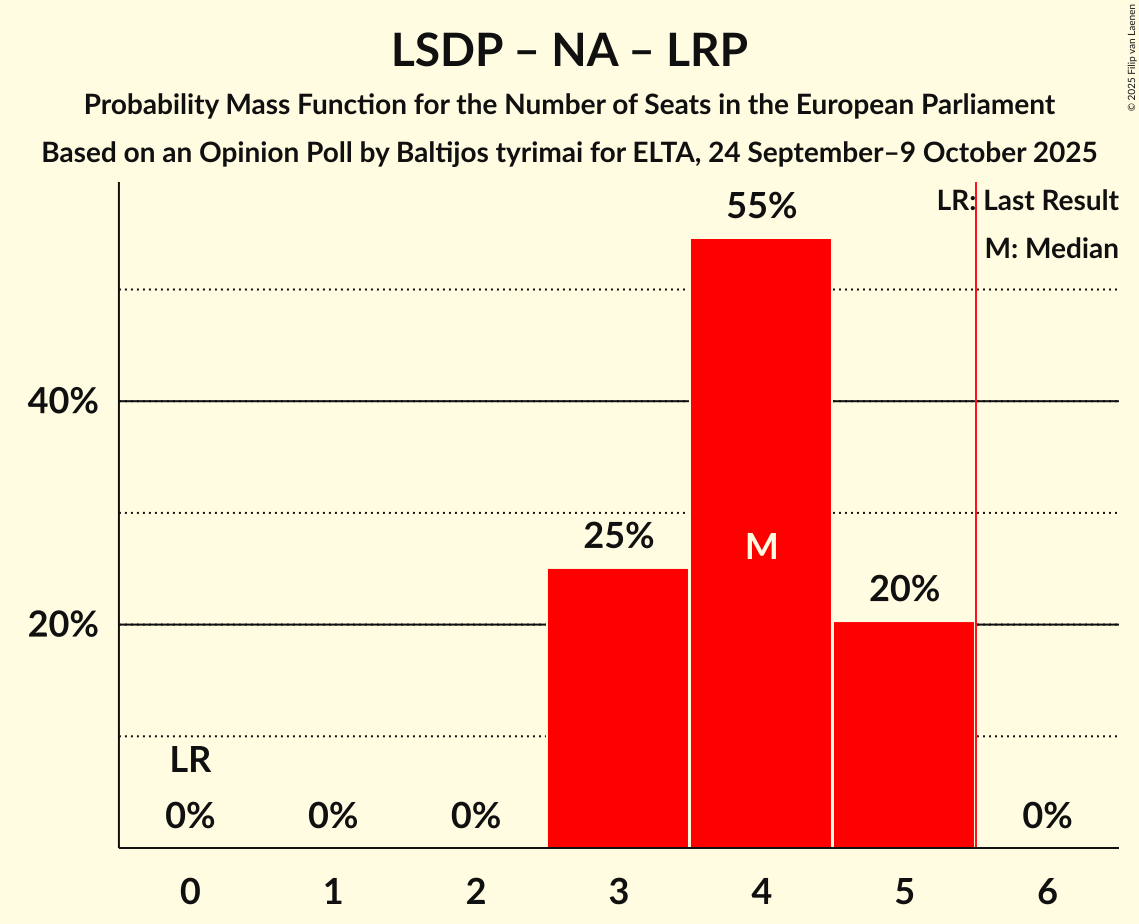 LSDP – NA – LRP
Probability Mass Function for the Number of Seats in the European Parliament
Based on an Opinion Poll by Baltijos tyrimai for ELTA, 24 September–9 October 2025
© 2025 Filip van Laenen
LR: Last Result
M: Median
55%
40%
25%
M
20%
20%
LR
0%
0%
0%
0%
0
1
2
3
4
5
6